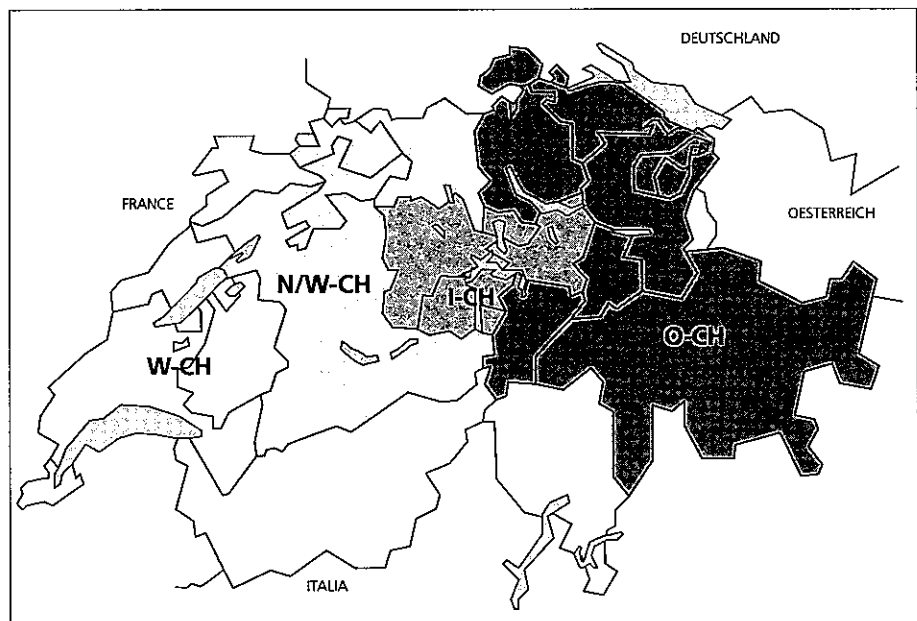 DEUTSCHLAND
FRANCE
OESTERREICH
N/W-CH
I-CH
O-CH
W-CH
ITALIA